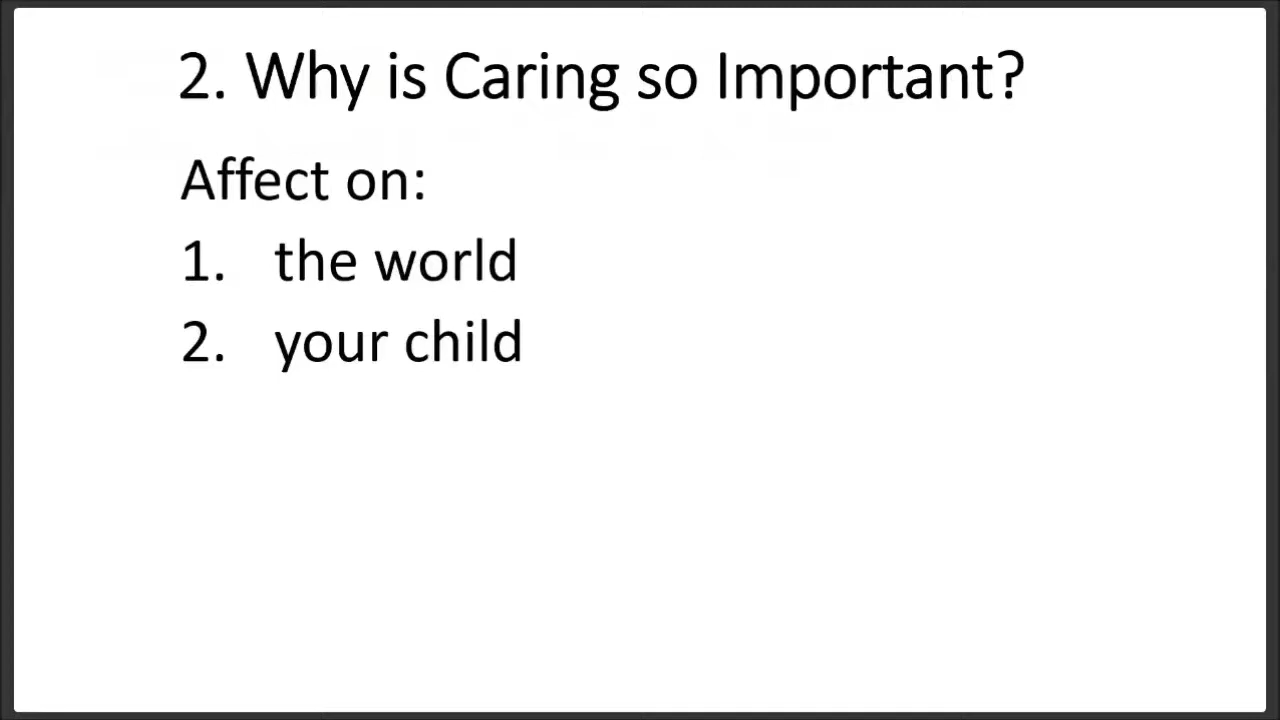 2. Why is Caring so Important?
Affect on:
1. the world
2. your child